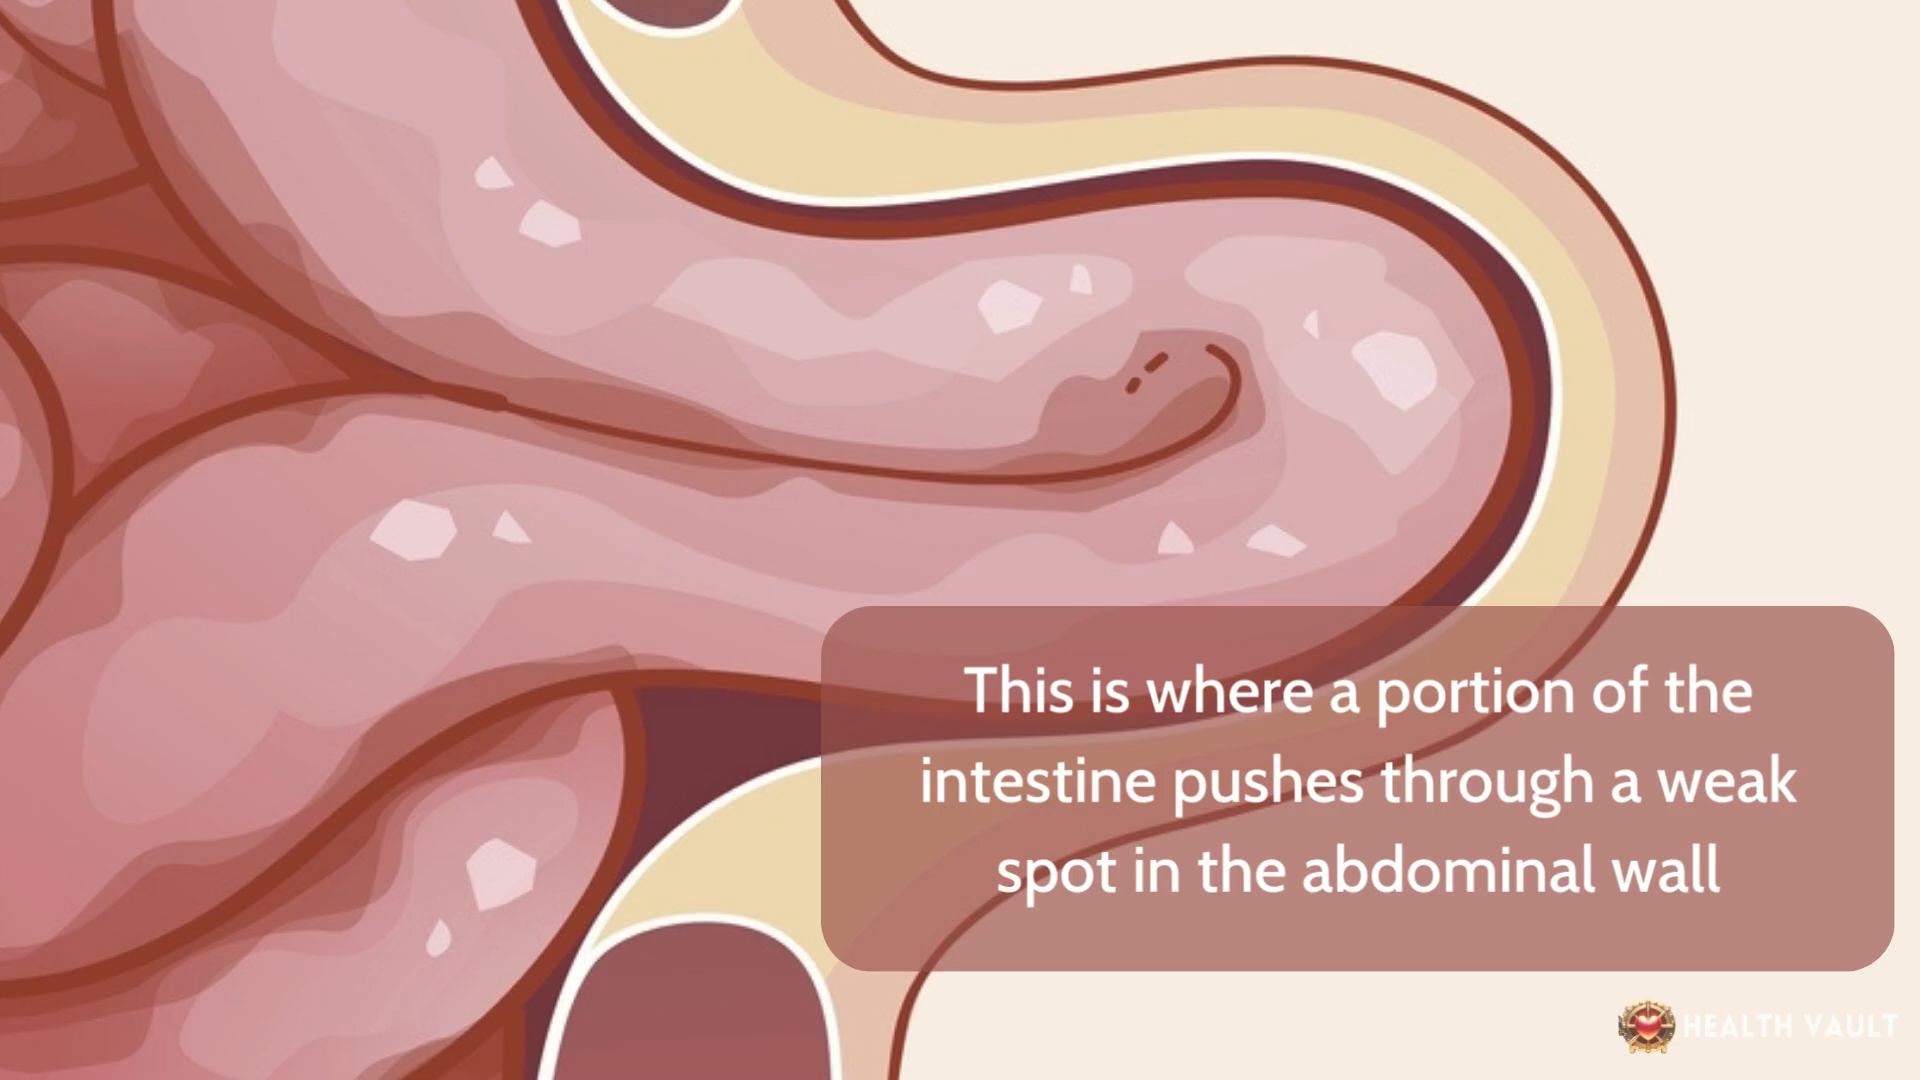 This is where a portion of the
intestine pushes through a weak
spot in the abdominal wall
HEALTH VAULT